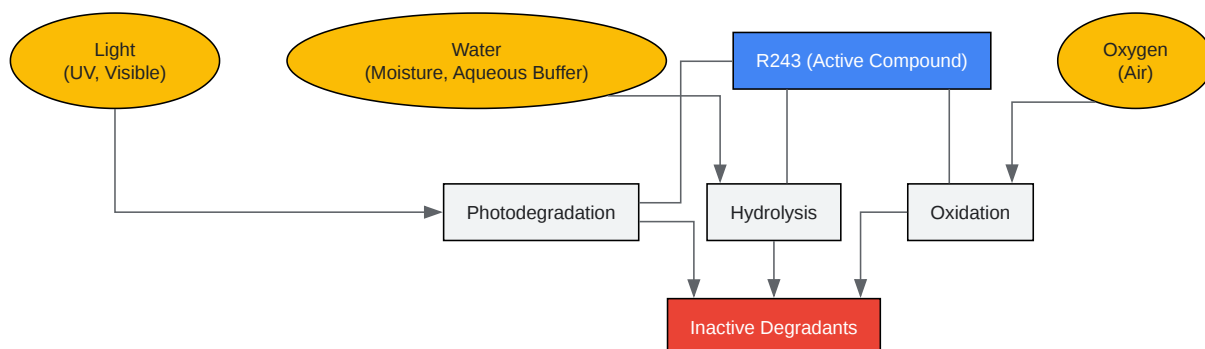 Light
(UV, Visible)
Water
(Moisture, Aqueous Buffer)
R243 (Active Compound)
Oxygen
(Air)
Photodegradation
Hydrolysis
Oxidation
Inactive Degradants